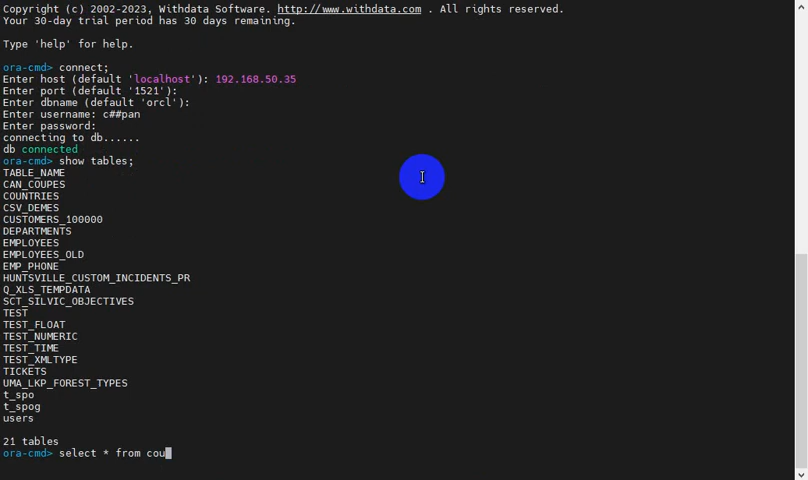 Copyright (c) 2002-2023, Withdata Software. http://www.withdata.com . All rights reserved.
Your 30-day trial period has 30 days remaining.
Type 'help' for help.
ora-cmd> connect;
Enter host (default 'localhost'): 192.168.50.35
Enter port (default '1521'):
Enter dbname (default 'orcl'):
Enter username: c##pan
Enter password:
connecting to db......
db connected
ora-cmd> show tables;
TABLE_NAME
CAN_COUPES
COUNTRIES
CSV_DEMES
CUSTOMERS_100000
DEPARTMENTS
EMPLOYEES
EMPLOYEES_OLD
EMP_PHONE
HUNTSVILLE_CUSTOM_INCIDENTS_PR
Q_XLS_TEMPDATA
SCT_SILVIC_OBJECTIVES
TEST
TEST_FLOAT
TEST_NUMERIC
TEST_TIME
TEST_XMLTYPE
TICKETS
UMA_LKP_FOREST_TYPES
t_spo
t_spog
users
21 tables
ora-cmd> select * from cou